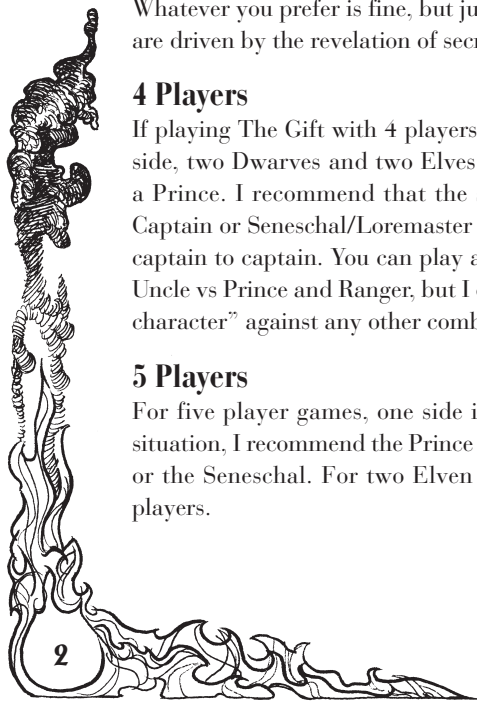 Whatever you prefer is fine, but
are driven by the revelation of
4 Players
If playing The Gift with 4 players
side, two Dwarves and two Elves
a Prince. I recommend that the
Captain or Seneschal/Loremaster
captain to captain. You can play
Uncle vs Prince and Ranger, but I
character” against any other
5 Players
For five player games, one side
situation, I recommend the Prince
or the Seneschal. For two Elven
players.
2